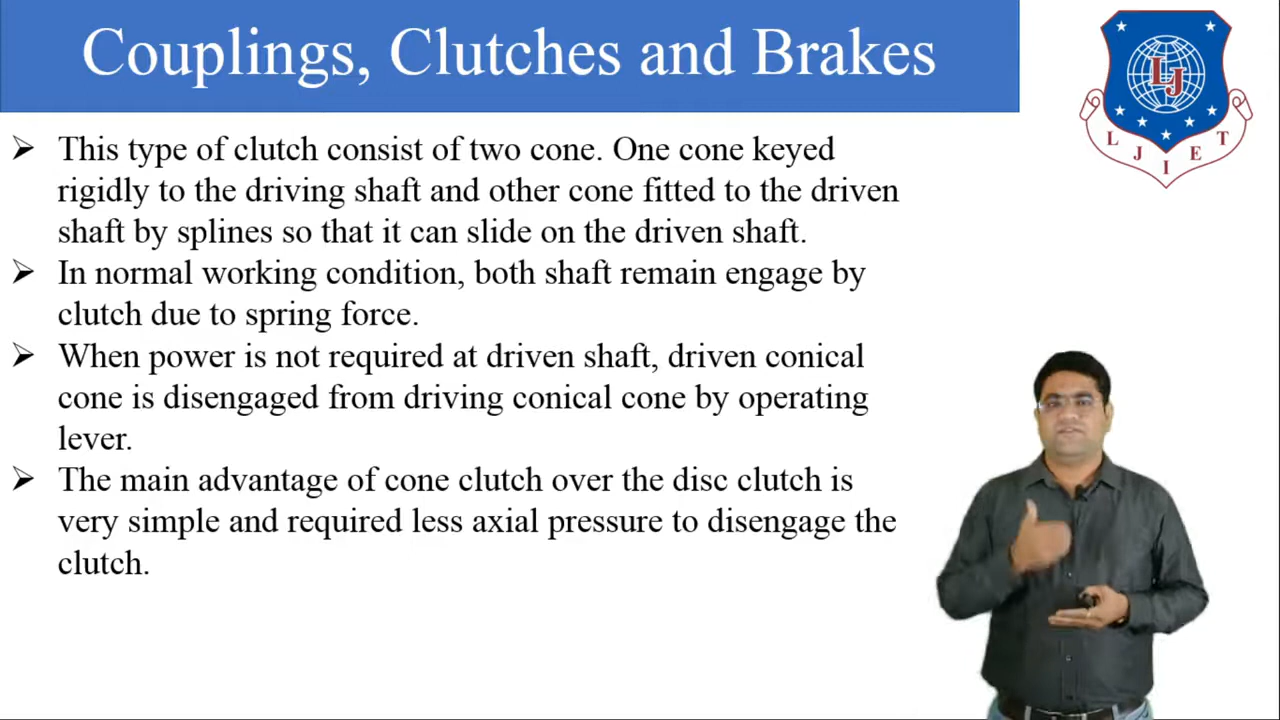 Couplings, Clutches and Brakes
LJ
L J I E T
➢ This type of clutch consist of two cone. One cone keyed
rigidly to the driving shaft and other cone fitted to the driven
shaft by splines so that it can slide on the driven shaft.
➢ In normal working condition, both shaft remain engage by
clutch due to spring force.
➢ When power is not required at driven shaft, driven conical
cone is disengaged from driving conical cone by operating
lever.
➢ The main advantage of cone clutch over the disc clutch is
very simple and required less axial pressure to disengage the
clutch.